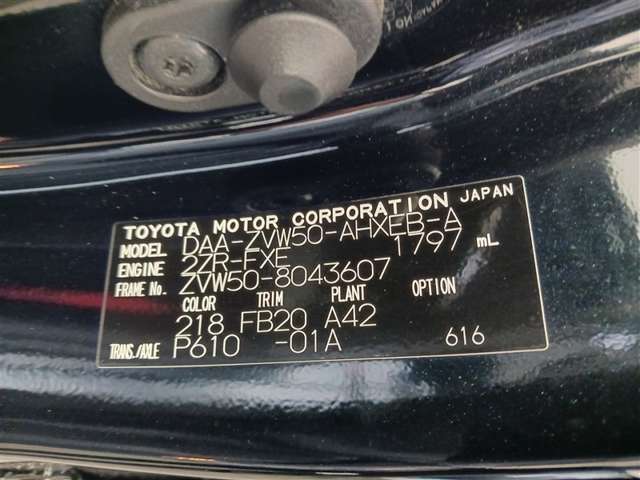 TOYOTA MOTOR CORPORATION JAPAN
MODEL DAA-ZVW50-AHXEB-A
ENGINE 2ZR-FXE 1797 mL
FRAME No. ZVW50-8043607
COLOR TRIM PLANT OPTION
218 FB20 A42
TRANS./AXLE P610 -01A 616